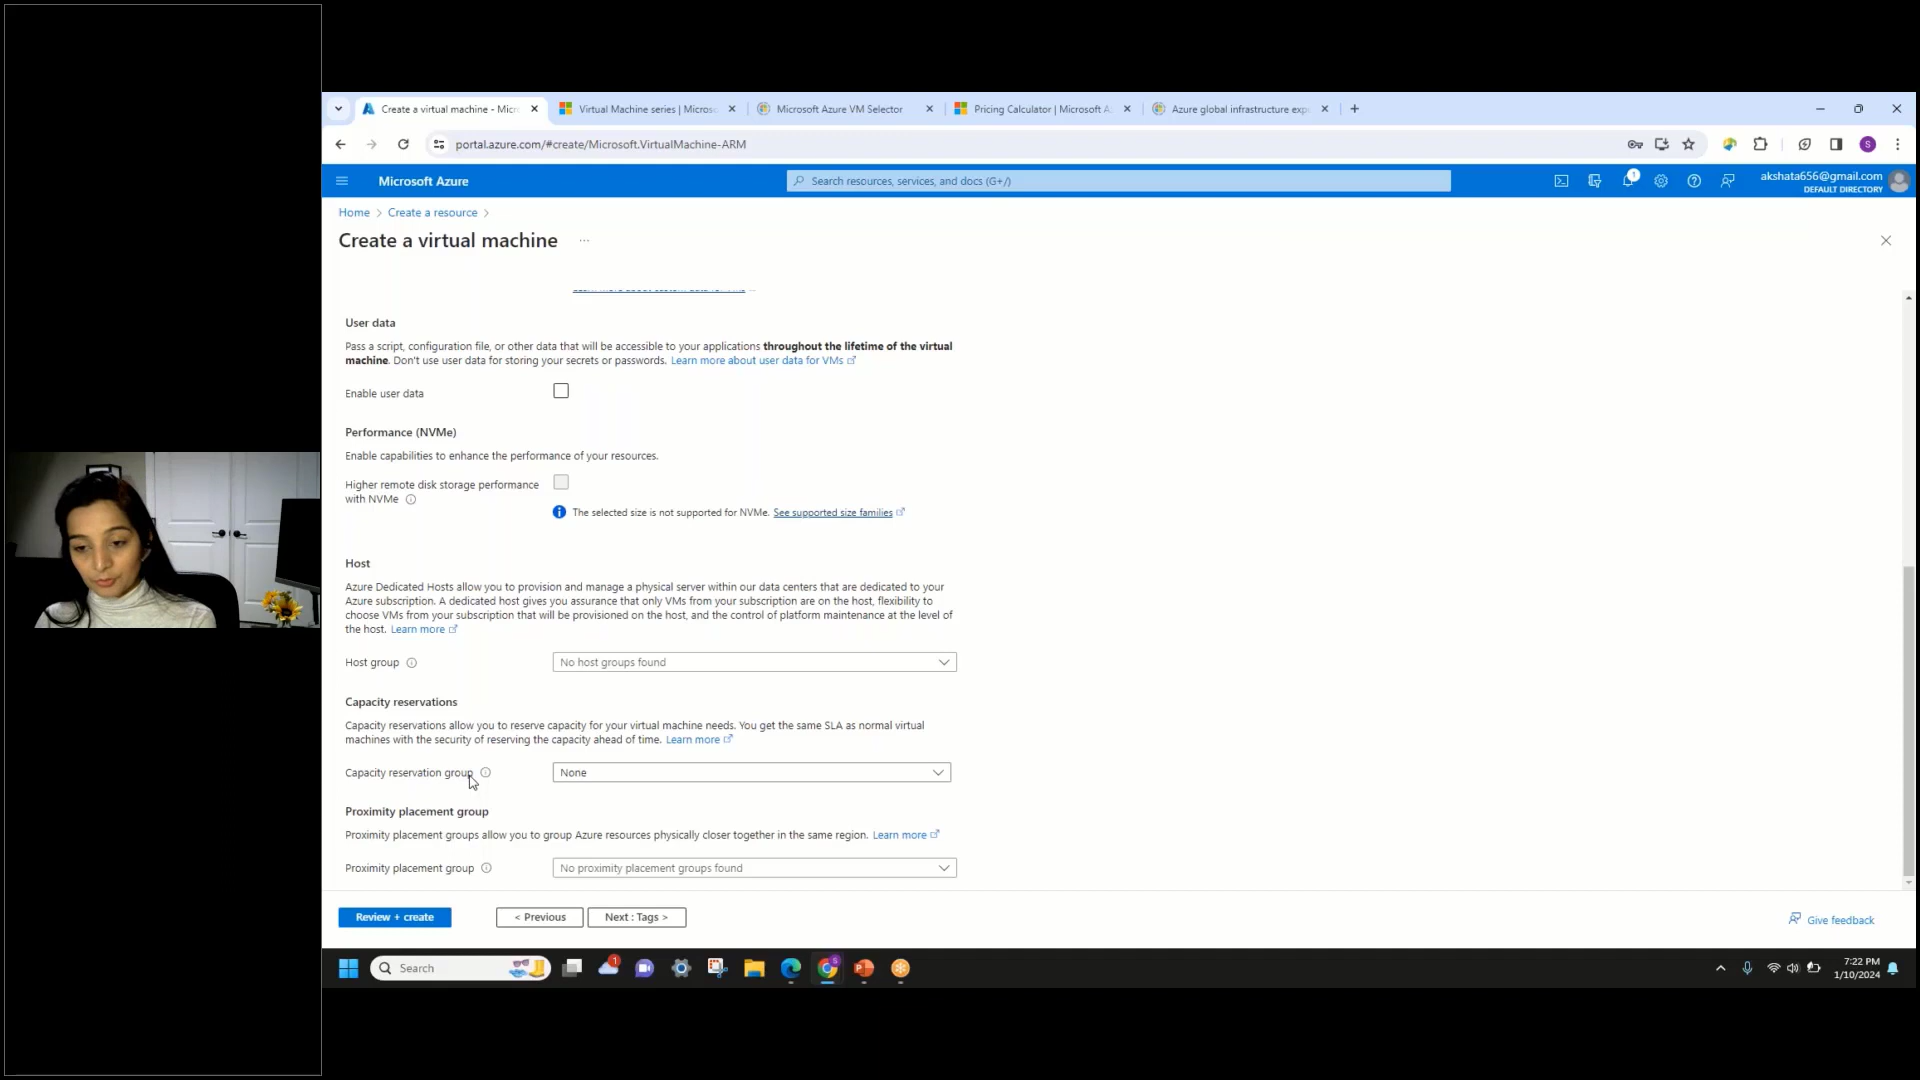 Create a virtual machine - Micro
Virtual Machine series | Microso
Microsoft Azure VM Selector
Pricing Calculator | Microsoft A
Azure global infrastructure exp
portal.azure.com/#create/Microsoft.VirtualMachine-ARM
S
Microsoft Azure
Search resources, services, and docs (G+/)
1
akshata656@gmail.com
DEFAULT DIRECTORY
Home > Create a resource >
Create a virtual machine ...
User data
Pass a script, configuration file, or other data that will be accessible to your applications throughout the lifetime of the virtual
machine. Don't use user data for storing your secrets or passwords. Learn more about user data for VMs
Enable user data
Performance (NVMe)
Enable capabilities to enhance the performance of your resources.
Higher remote disk storage performance
with NVMe
The selected size is not supported for NVMe. See supported size families
Host
Azure Dedicated Hosts allow you to provision and manage a physical server within our data centers that are dedicated to your
Azure subscription. A dedicated host gives you assurance that only VMs from your subscription are on the host, flexibility to
choose VMs from your subscription that will be provisioned on the host, and the control of platform maintenance at the level of
the host. Learn more
Host group
No host groups found
Capacity reservations
Capacity reservations allow you to reserve capacity for your virtual machine needs. You get the same SLA as normal virtual
machines with the security of reserving the capacity ahead of time. Learn more
Capacity reservation group
None
Proximity placement group
Proximity placement groups allow you to group Azure resources physically closer together in the same region. Learn more
Proximity placement group
No proximity placement groups found
Review + create
< Previous
Next : Tags >
Give feedback
Search
1
7:22 PM
1/10/2024